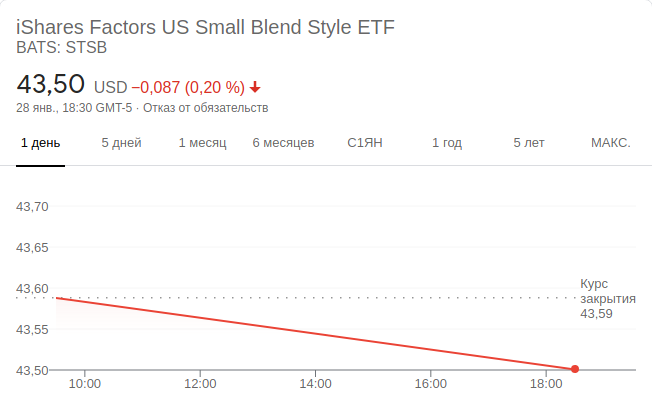 iShares Factors US Small Blend Style ETF
BATS: STSB
43,50 USD −0,087 (0,20 %)
28 янв., 18:30 GMT-5 · Отказ от обязательств
1 день 5 дней 1 месяц 6 месяцев С1ЯН 1 год 5 лет МАКС.
43,70
43,65
43,60
43,55
43,50
Курс
закрытия
43,59
10:00 12:00 14:00 16:00 18:00